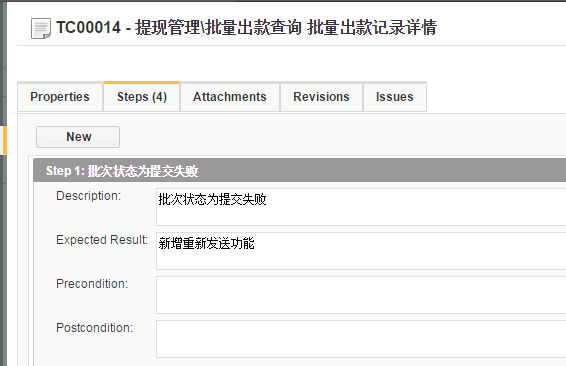 TC00014 - 提现管理\批量出款查询 批量出款记录详情
Properties Steps (4) Attachments Revisions Issues
New
Step 1: 批次状态为提交失败
Description: 批次状态为提交失败
Expected Result: 新增重新发送功能
Precondition:
Postcondition: